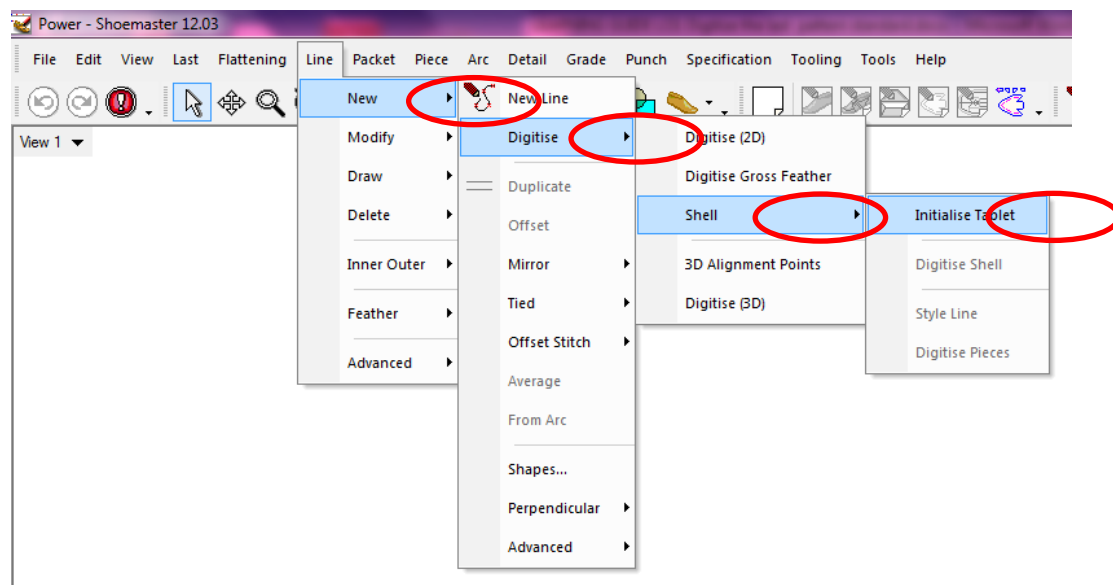 Power - Shoemaster 12.03
File Edit View Last Flattening Line Packet Piece Arc Detail Grade Punch Specification Tooling Tools Help
View 1
New
Modify
Draw
Delete
Inner Outer
Feather
Advanced
New Line
Digitise
Duplicate
Offset
Mirror
Tied
Offset Stitch
Average
From Arc
Shapes...
Perpendicular
Advanced
Digitise (2D)
Digitise Gross Feather
Shell
3D Alignment Points
Digitise (3D)
Initialise Tablet
Digitise Shell
Style Line
Digitise Pieces